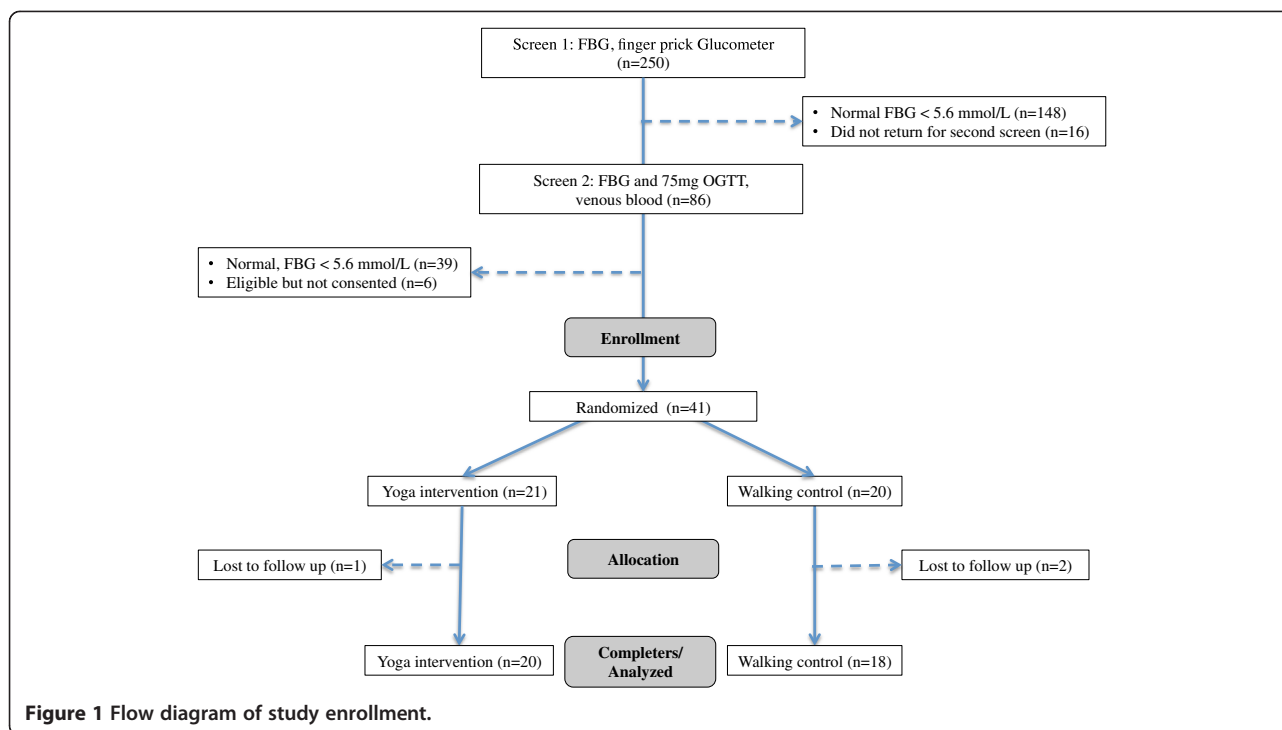 Screen 1: FBG, finger prick Glucometer
(n=250)
• Normal FBG < 5.6 mmol/L (n=148)
• Did not return for second screen (n=16)
Screen 2: FBG and 75mg OGTT,
venous blood (n=86)
• Normal, FBG < 5.6 mmol/L (n=39)
• Eligible but not consented (n=6)
Enrollment
Randomized (n=41)
Yoga intervention (n=21)
Walking control (n=20)
Lost to follow up (n=1)
Allocation
Lost to follow up (n=2)
Yoga intervention (n=20)
Completers/
Analyzed
Walking control (n=18)
Figure 1 Flow diagram of study enrollment.